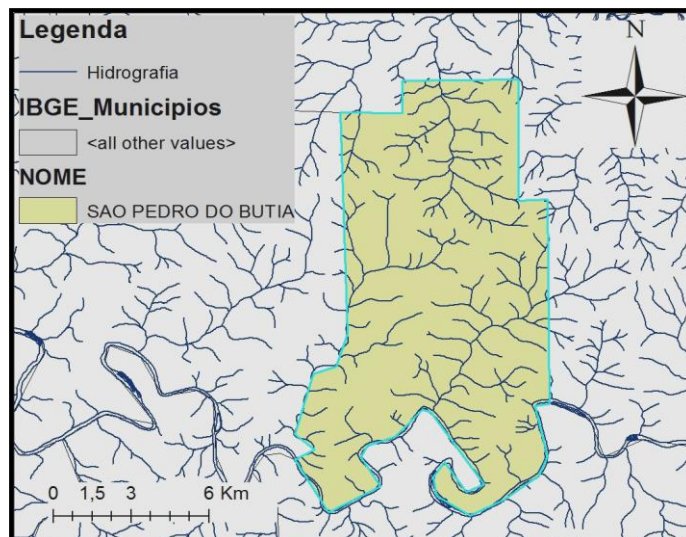 Legenda
Hidrografia
IBGE_Municipios
<all other values>
NOME
SAO PEDRO DO BUTIA
N
0 1,5 3 6 Km